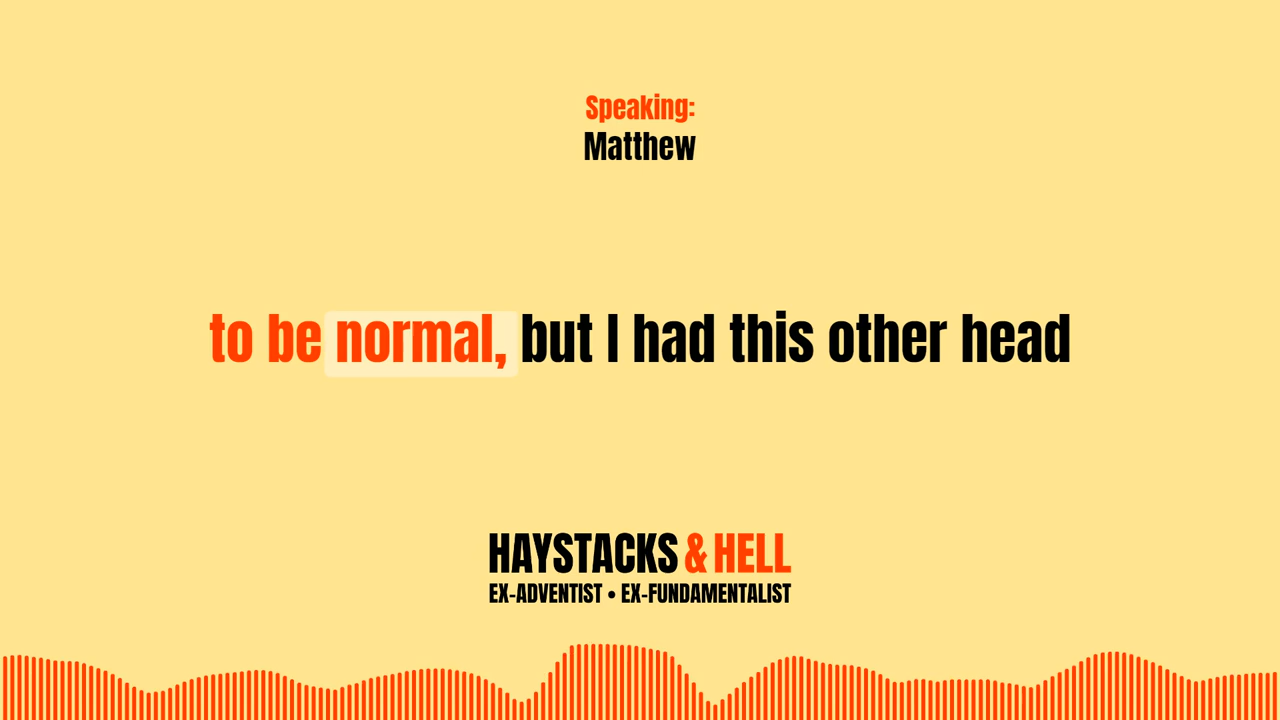 Speaking:
Matthew
to be normal, but I had this other head
HAYSTACKS & HELL
EX-ADVENTIST • EX-FUNDAMENTALIST